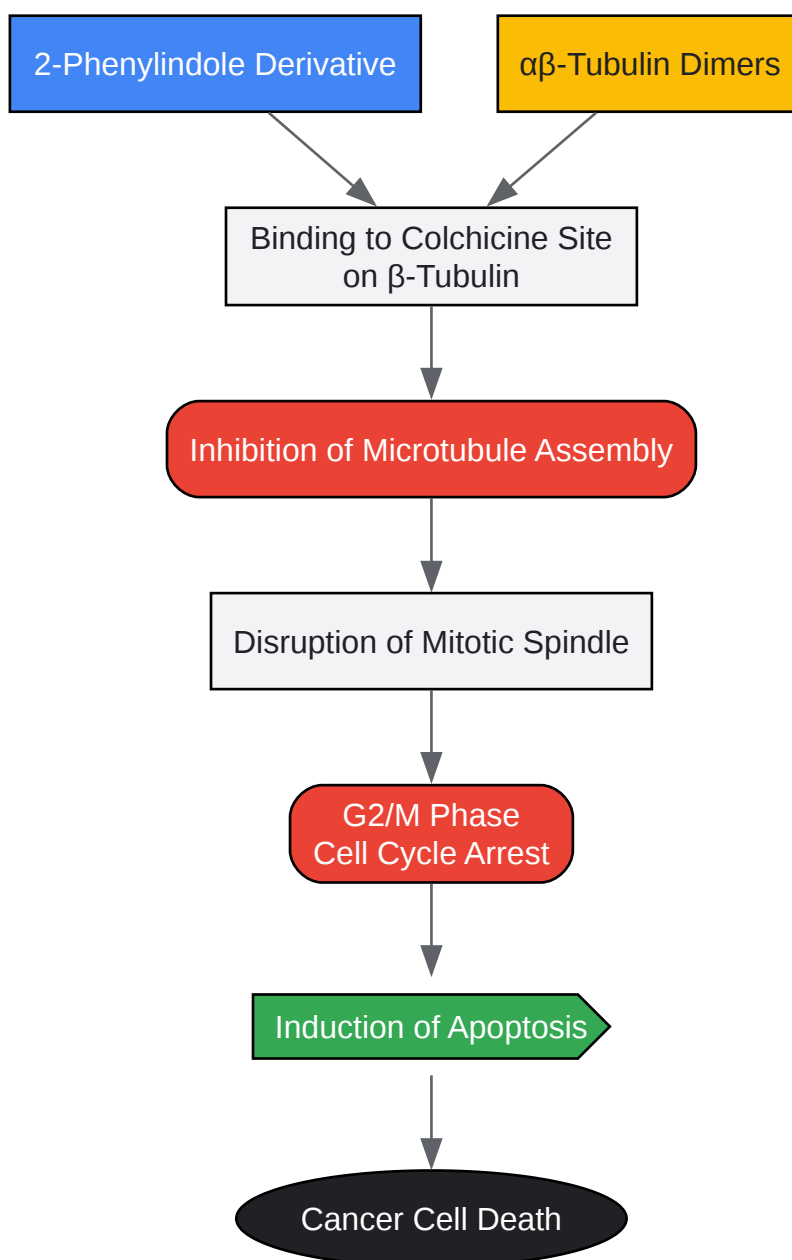 2-Phenylindole Derivative
αβ-Tubulin Dimers
Binding to Colchicine Site
on β-Tubulin
Inhibition of Microtubule Assembly
Disruption of Mitotic Spindle
G2/M Phase
Cell Cycle Arrest
Induction of Apoptosis
Cancer Cell Death